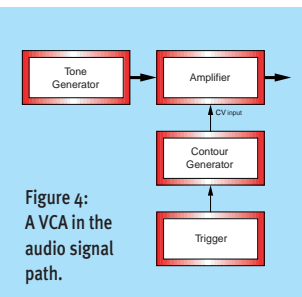 Tone
Generator
Amplifier
CV input
Contour
Generator
Trigger
Figure 4:
A VCA in the
audio signal
path.